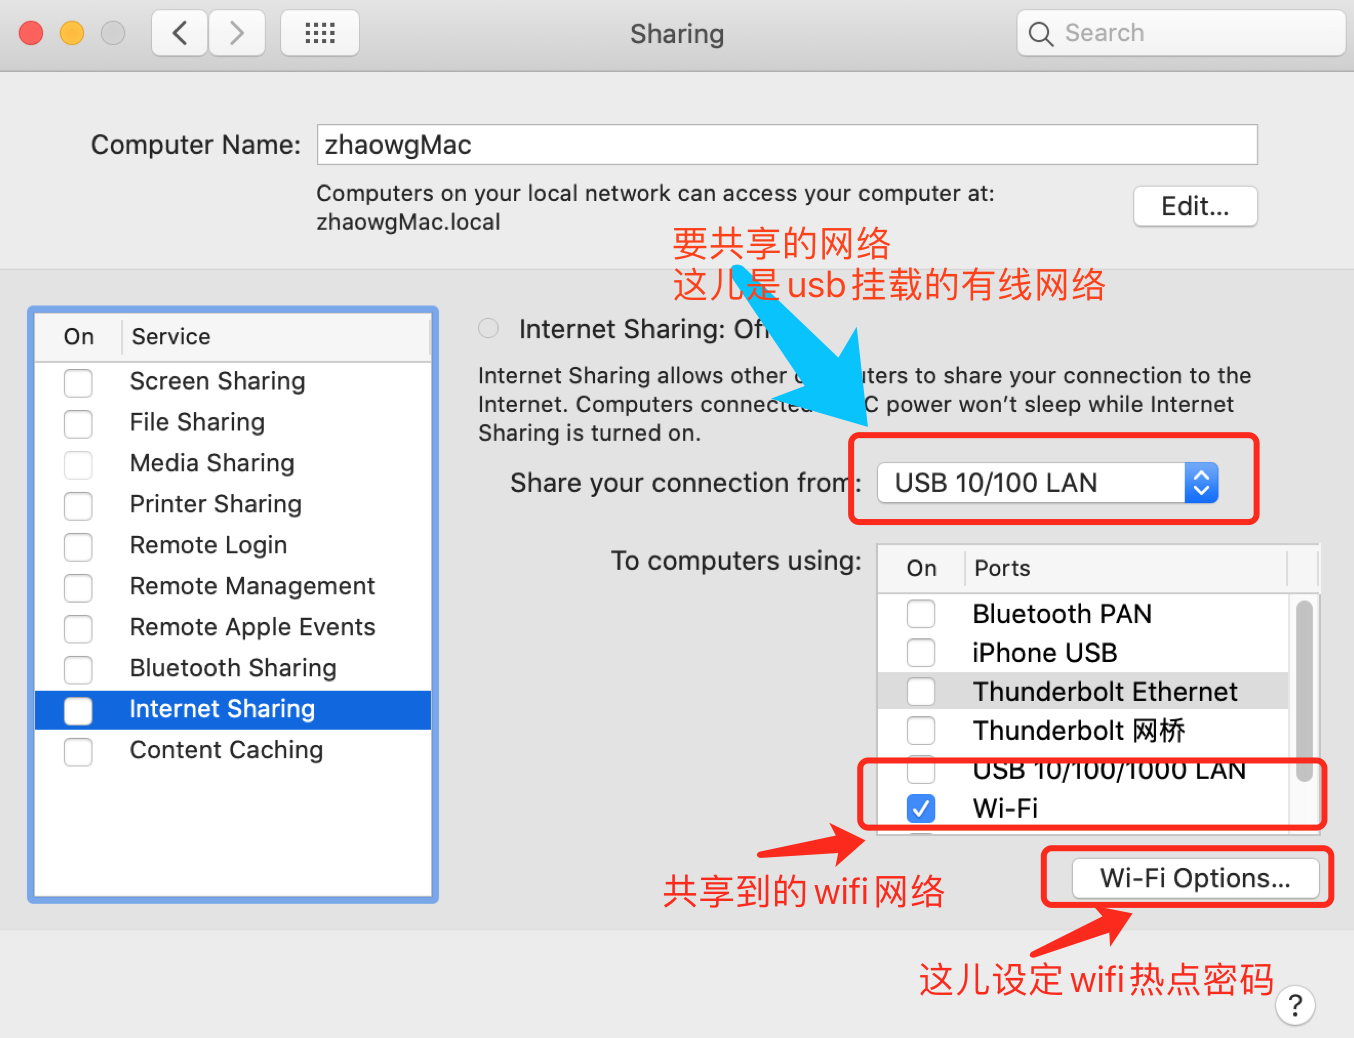 Sharing
Search
Computer Name:
zhaowgMac
Computers on your local network can access your computer at:
zhaowgMac.local
Edit...
要共享的网络
这儿是usb挂载的有线网络
On
Service
Screen Sharing
File Sharing
Media Sharing
Printer Sharing
Remote Login
Remote Management
Remote Apple Events
Bluetooth Sharing
Internet Sharing
Content Caching
Internet Sharing: Off
Internet Sharing allows other computers to share your connection to the
Internet. Computers connected C power won't sleep while Internet
Sharing is turned on.
Share your connection from:
USB 10/100 LAN
To computers using:
On
Ports
Bluetooth PAN
iPhone USB
Thunderbolt Ethernet
Thunderbolt 网桥
USB 10/100/1000 LAN
Wi-Fi
共享到的wifi网络
Wi-Fi Options...
这儿设定wifi热点密码
?